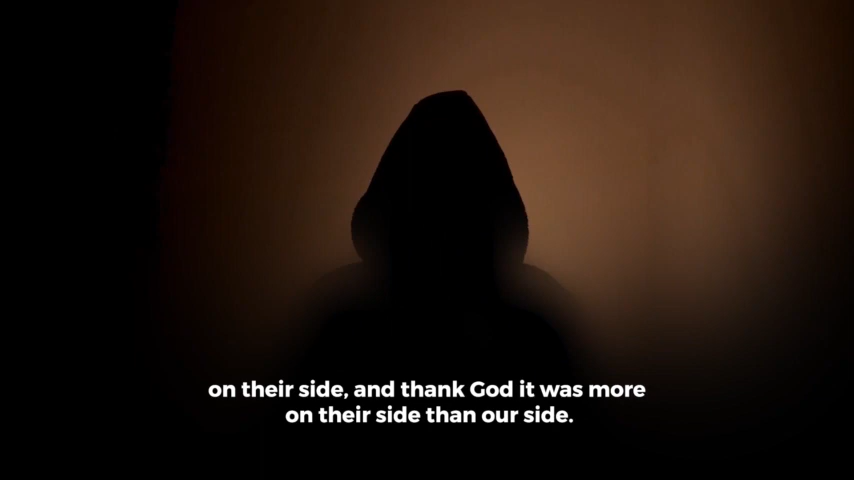 on their side, and thank God it was more
on their side than our side.